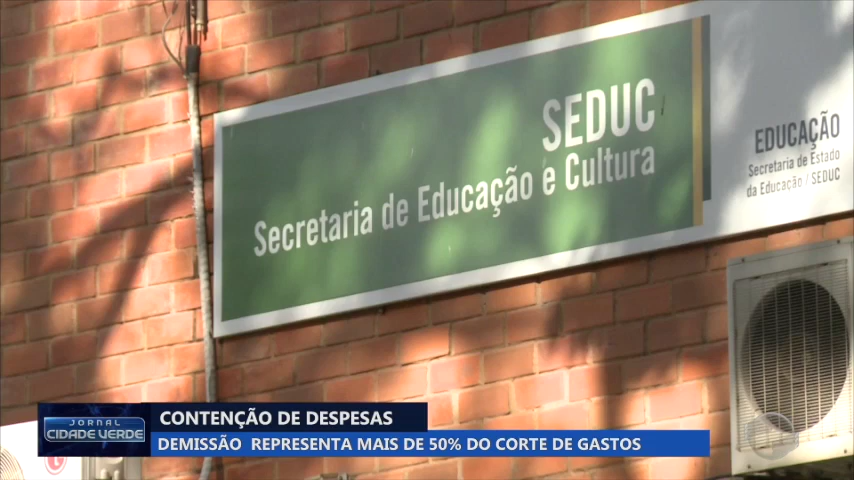 SEDUC
Secretaria de Educação e Cultura
EDUCAÇÃO
Secretaria de Estado
da Educação / SEDUC
JORNAL
CIDADE VERDE
CONTENÇÃO DE DESPESAS
DEMISSÃO REPRESENTA MAIS DE 50% DO CORTE DE GASTOS